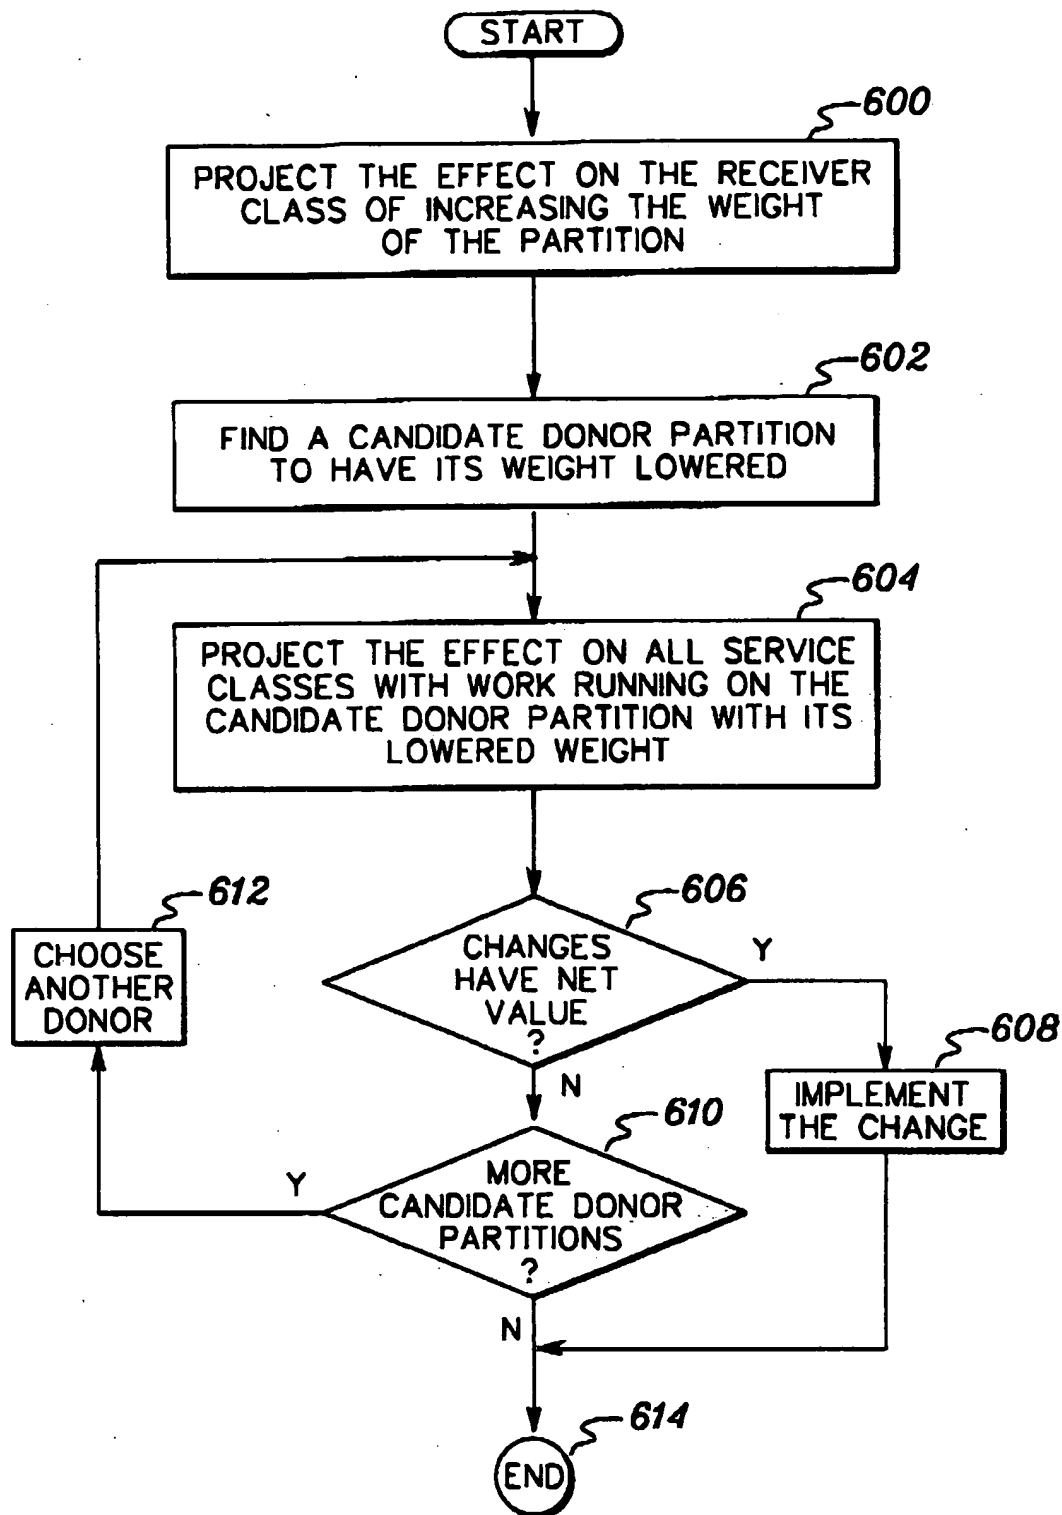 START
600
PROJECT THE EFFECT ON THE RECEIVER
CLASS OF INCREASING THE WEIGHT
OF THE PARTITION
602
FIND A CANDIDATE DONOR PARTITION
TO HAVE ITS WEIGHT LOWERED
604
PROJECT THE EFFECT ON ALL SERVICE
CLASSES WITH WORK RUNNING ON THE
CANDIDATE DONOR PARTITION WITH ITS
LOWERED WEIGHT
612
CHOOSE
ANOTHER
DONOR
606
CHANGES
HAVE NET
VALUE
?
Y
N
608
IMPLEMENT
THE CHANGE
610
MORE
CANDIDATE DONOR
PARTITIONS
?
Y
N
614
END